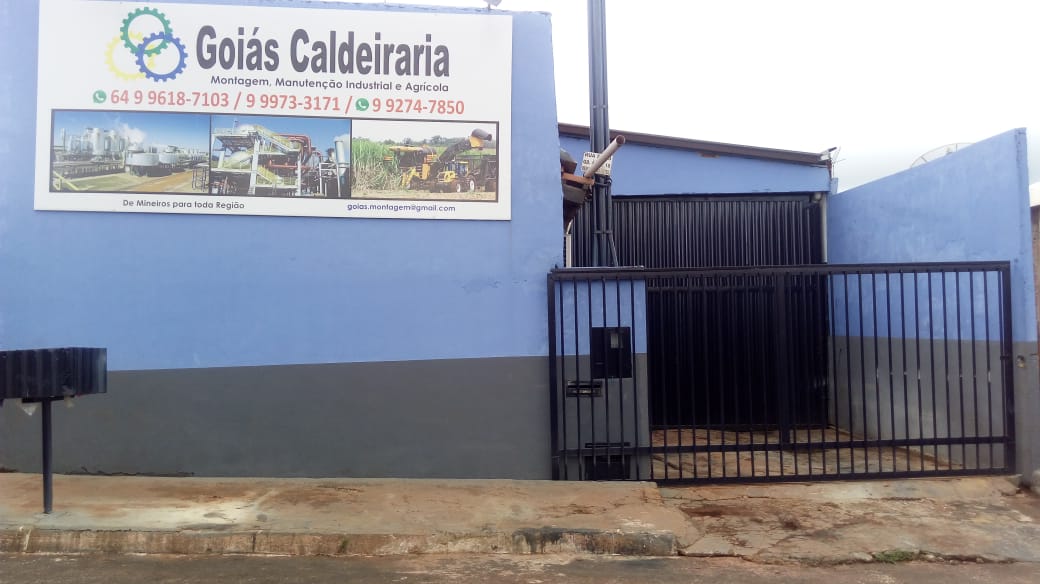 Goiás Caldeiraria
Montagem, Manutenção Industrial e Agrícola
64 9 9618-7103 / 9 9973-3171 / 9 9274-7850
De Mineiros para toda Região
goias.montagem@gmail.com
RUA